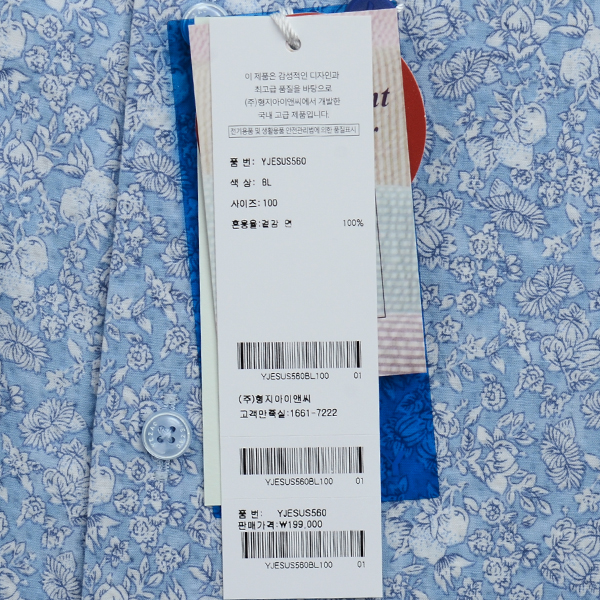 이 제품은 감성적인 디자인과
최고급 품질을 바탕으로
(주)형지아이앤씨에서 개발한
국내 고급 제품입니다.
전기용품 및 생활용품 안전관리법에 의한 품질표시
품 번: YJESUS560
색 상: BL
사이즈: 100
혼용율:겉감 면 100%
YJESUS560BL100 01
(주)형지아이앤씨
고객만족실:1661-7222
YJESUS560BL100 01
품 번: YJESUS560
판매가격:₩199,000
YJESUS560BL100 01